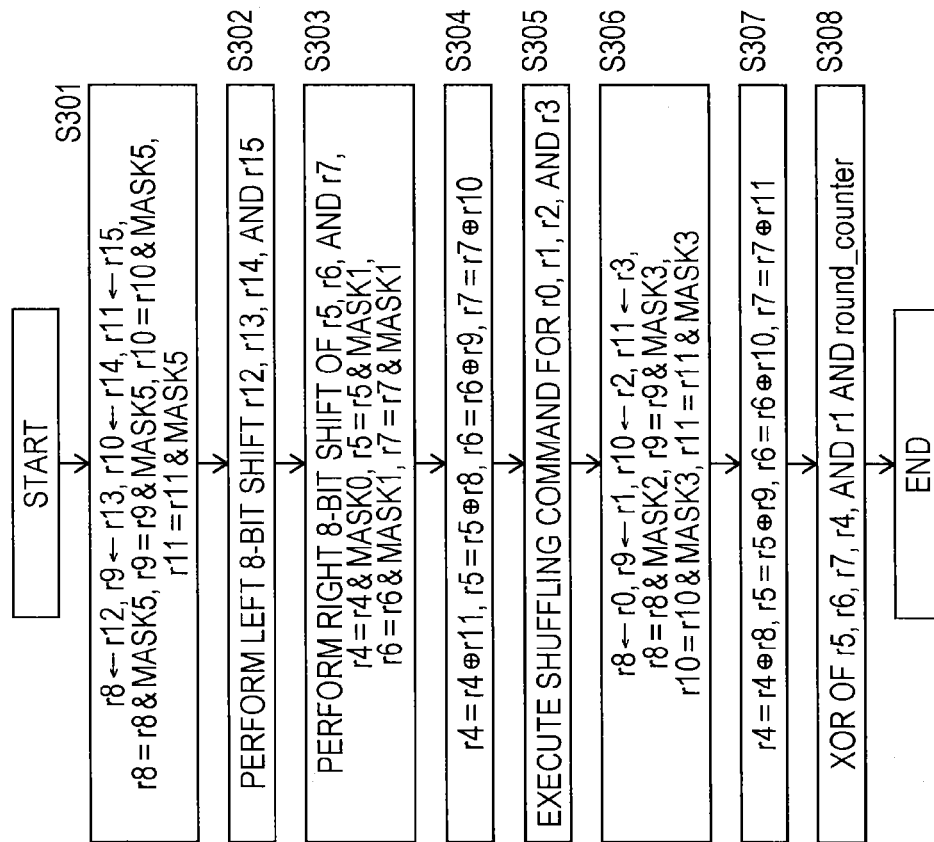 START
S301
r8 ← r12, r9 ← r13, r10 ← r14, r11 ← r15,
r8 = r8 & MASK5, r9 = r9 & MASK5, r10 = r10 & MASK5,
r11 = r11 & MASK5
S302
PERFORM LEFT 8-BIT SHIFT r12, r13, r14, AND r15
S303
PERFORM RIGHT 8-BIT SHIFT OF r5, r6, AND r7,
r4 = r4 & MASK0, r5 = r5 & MASK1,
r6 = r6 & MASK1, r7 = r7 & MASK1
S304
r4 = r4 ⊕ r11, r5 = r5 ⊕ r8, r6 = r6 ⊕ r9, r7 = r7 ⊕ r10
S305
EXECUTE SHUFFLING COMMAND FOR r0, r1, r2, AND r3
S306
r8 ← r0, r9 ← r1, r10 ← r2, r11 ← r3,
r8 = r8 & MASK2, r9 = r9 & MASK3,
r10 = r10 & MASK3, r11 = r11 & MASK3
S307
r4 = r4 ⊕ r8, r5 = r5 ⊕ r9, r6 = r6 ⊕ r10, r7 = r7 ⊕ r11
S308
XOR OF r5, r6, r7, r4, AND r1 AND round_counter
END